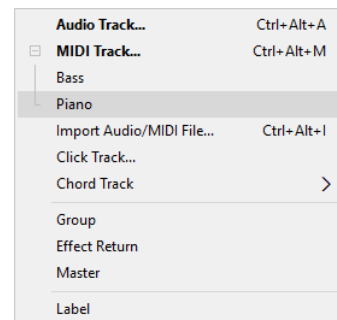 Audio Track... Ctrl+Alt+A
MIDI Track... Ctrl+Alt+M
Bass
Piano
Import Audio/MIDI File... Ctrl+Alt+I
Click Track...
Chord Track
Group
Effect Return
Master
Label